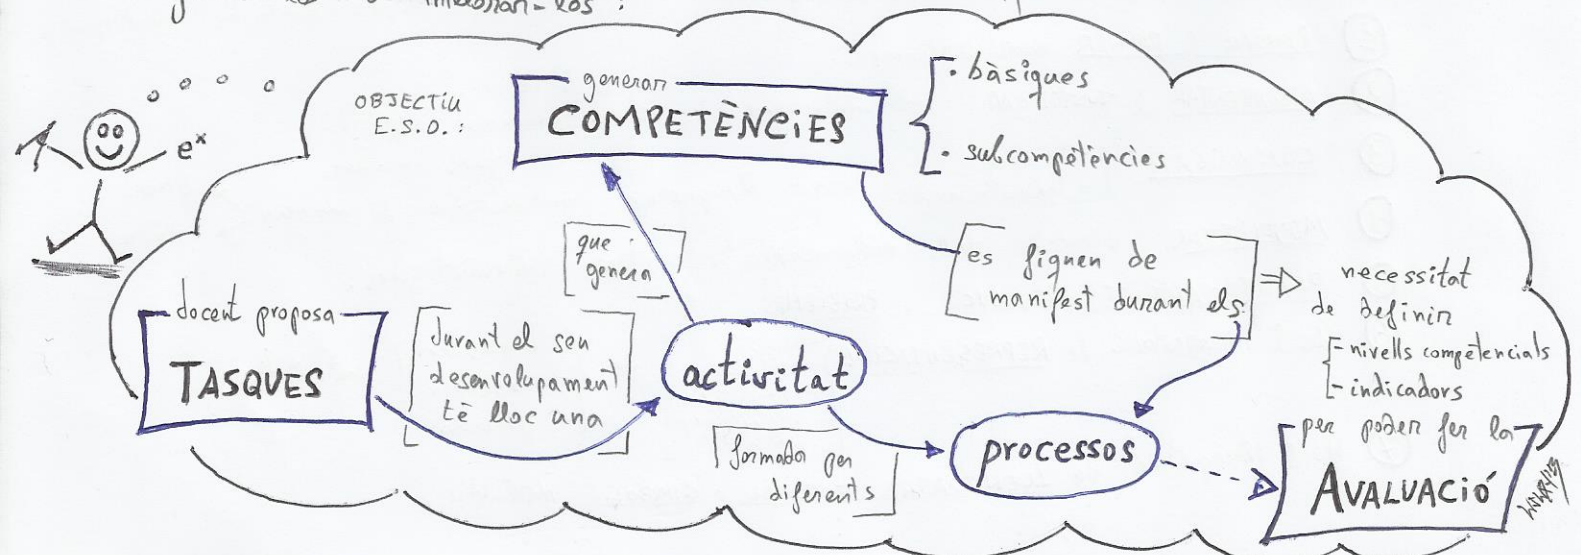 OBJECTIU
E.S.O.:
generar
COMPETÈNCIES
· bàsiques
· subcompetències
eˣ
que
genera
es fiquen de
manifest durant els
necessitat
de definir
- nivells competencials
- indicadors
per poder fer la
AVALUACIÓ
docent proposa
TASQUES
durant el seu
desenvolupament
té lloc una
activitat
formada per
diferents
processos